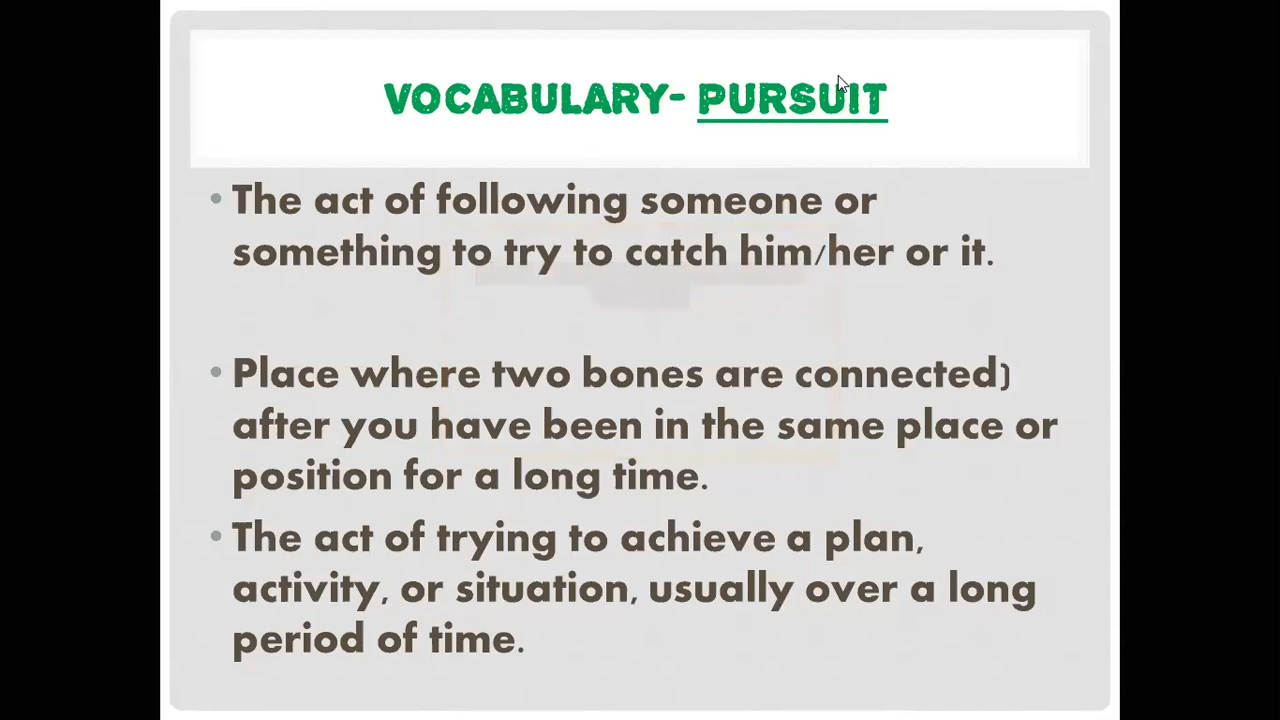 VOCABULARY- PURSUIT
• The act of following someone or
something to try to catch him/her or it.
• Place where two bones are connected)
after you have been in the same place or
position for a long time.
• The act of trying to achieve a plan,
activity, or situation, usually over a long
period of time.